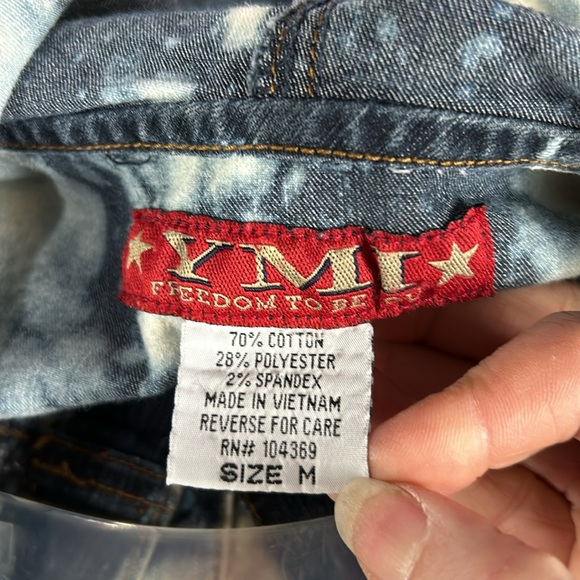 YMI
FREEDOM TO BE
70% COTTON
28% POLYESTER
2% SPANDEX
MADE IN VIETNAM
REVERSE FOR CARE
RN# 104369
SIZE M